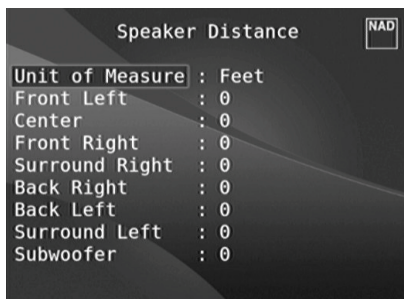 Speaker Distance
NAD
Unit of Measure : Feet
Front Left : 0
Center : 0
Front Right : 0
Surround Right : 0
Back Right : 0
Back Left : 0
Surround Left : 0
Subwoofer : 0